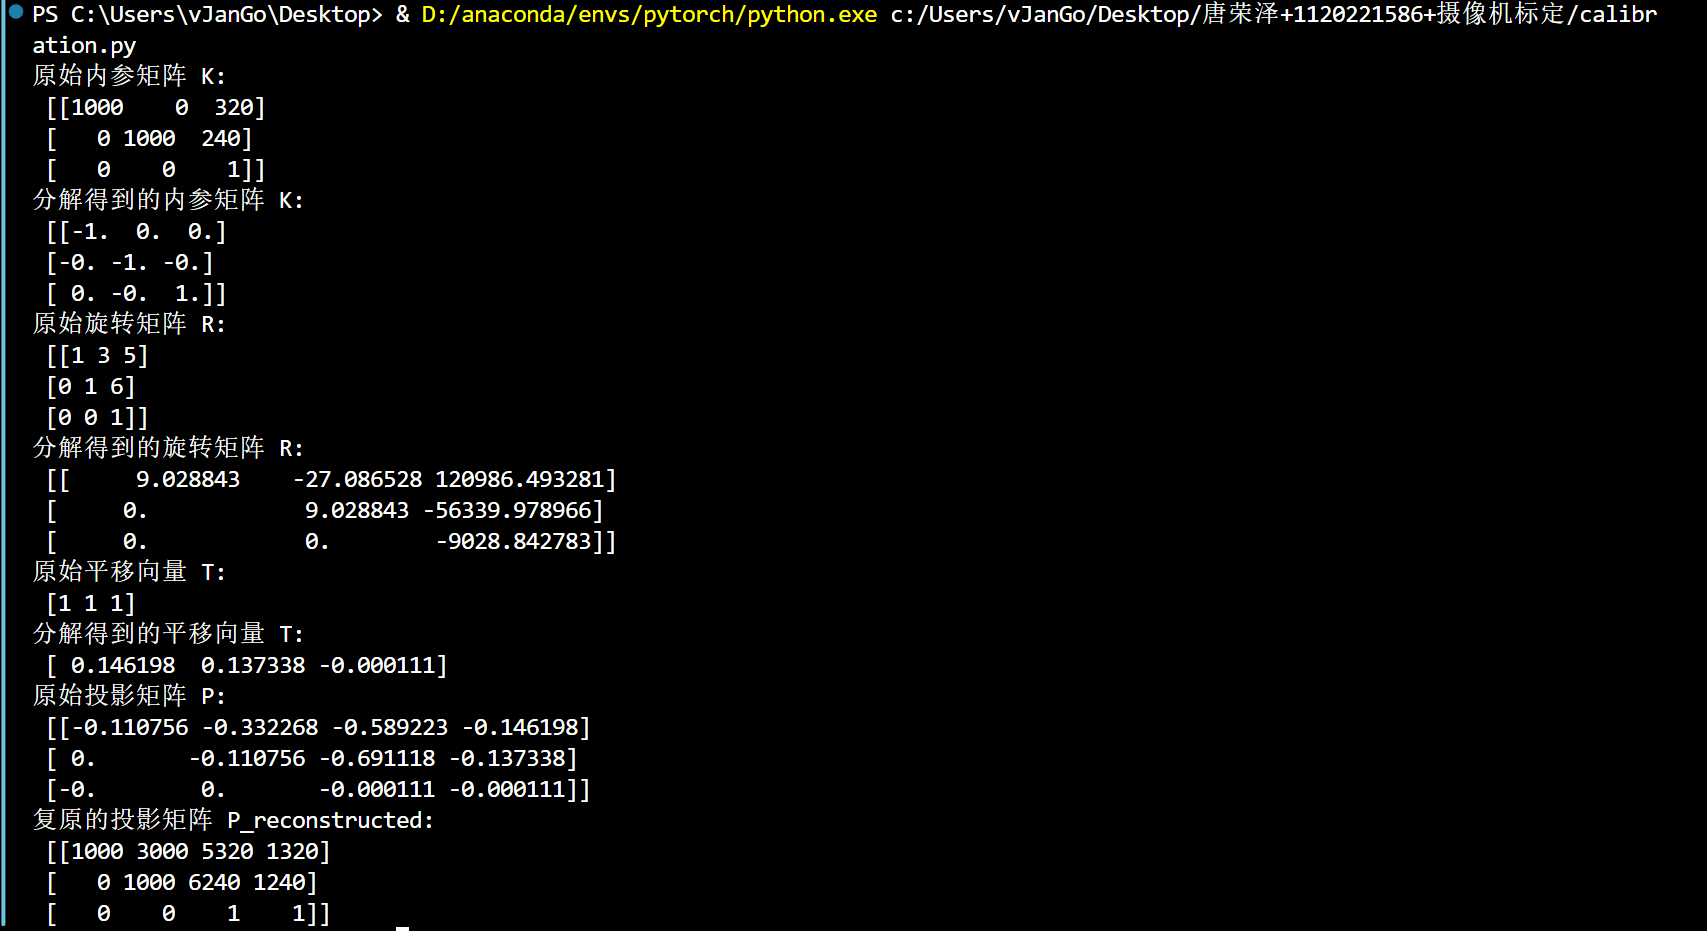 PS C:\Users\vJanGo\Desktop> & D:/anaconda/envs/pytorch/python.exe c:/Users/vJanGo/Desktop/唐荣泽+1120221586+摄像机标定/calibr
ation.py
原始内参矩阵 K:
[[1000    0  320]
[   0 1000  240]
[   0    0    1]]
分解得到的内参矩阵 K:
[[-1.  0.  0.]
[-0. -1. -0.]
[ 0. -0.  1.]]
原始旋转矩阵 R:
[[1 3 5]
[0 1 6]
[0 0 1]]
分解得到的旋转矩阵 R:
[[     9.028843    -27.086528 120986.493281]
[     0.            9.028843 -56339.978966]
[     0.            0.        -9028.842783]]
原始平移向量 T:
[1 1 1]
分解得到的平移向量 T:
[ 0.146198  0.137338 -0.000111]
原始投影矩阵 P:
[[-0.110756 -0.332268 -0.589223 -0.146198]
[ 0.       -0.110756 -0.691118 -0.137338]
[-0.        0.       -0.000111 -0.000111]]
复原的投影矩阵 P_reconstructed:
[[1000 3000 5320 1320]
[   0 1000 6240 1240]
[   0    0    1    1]]